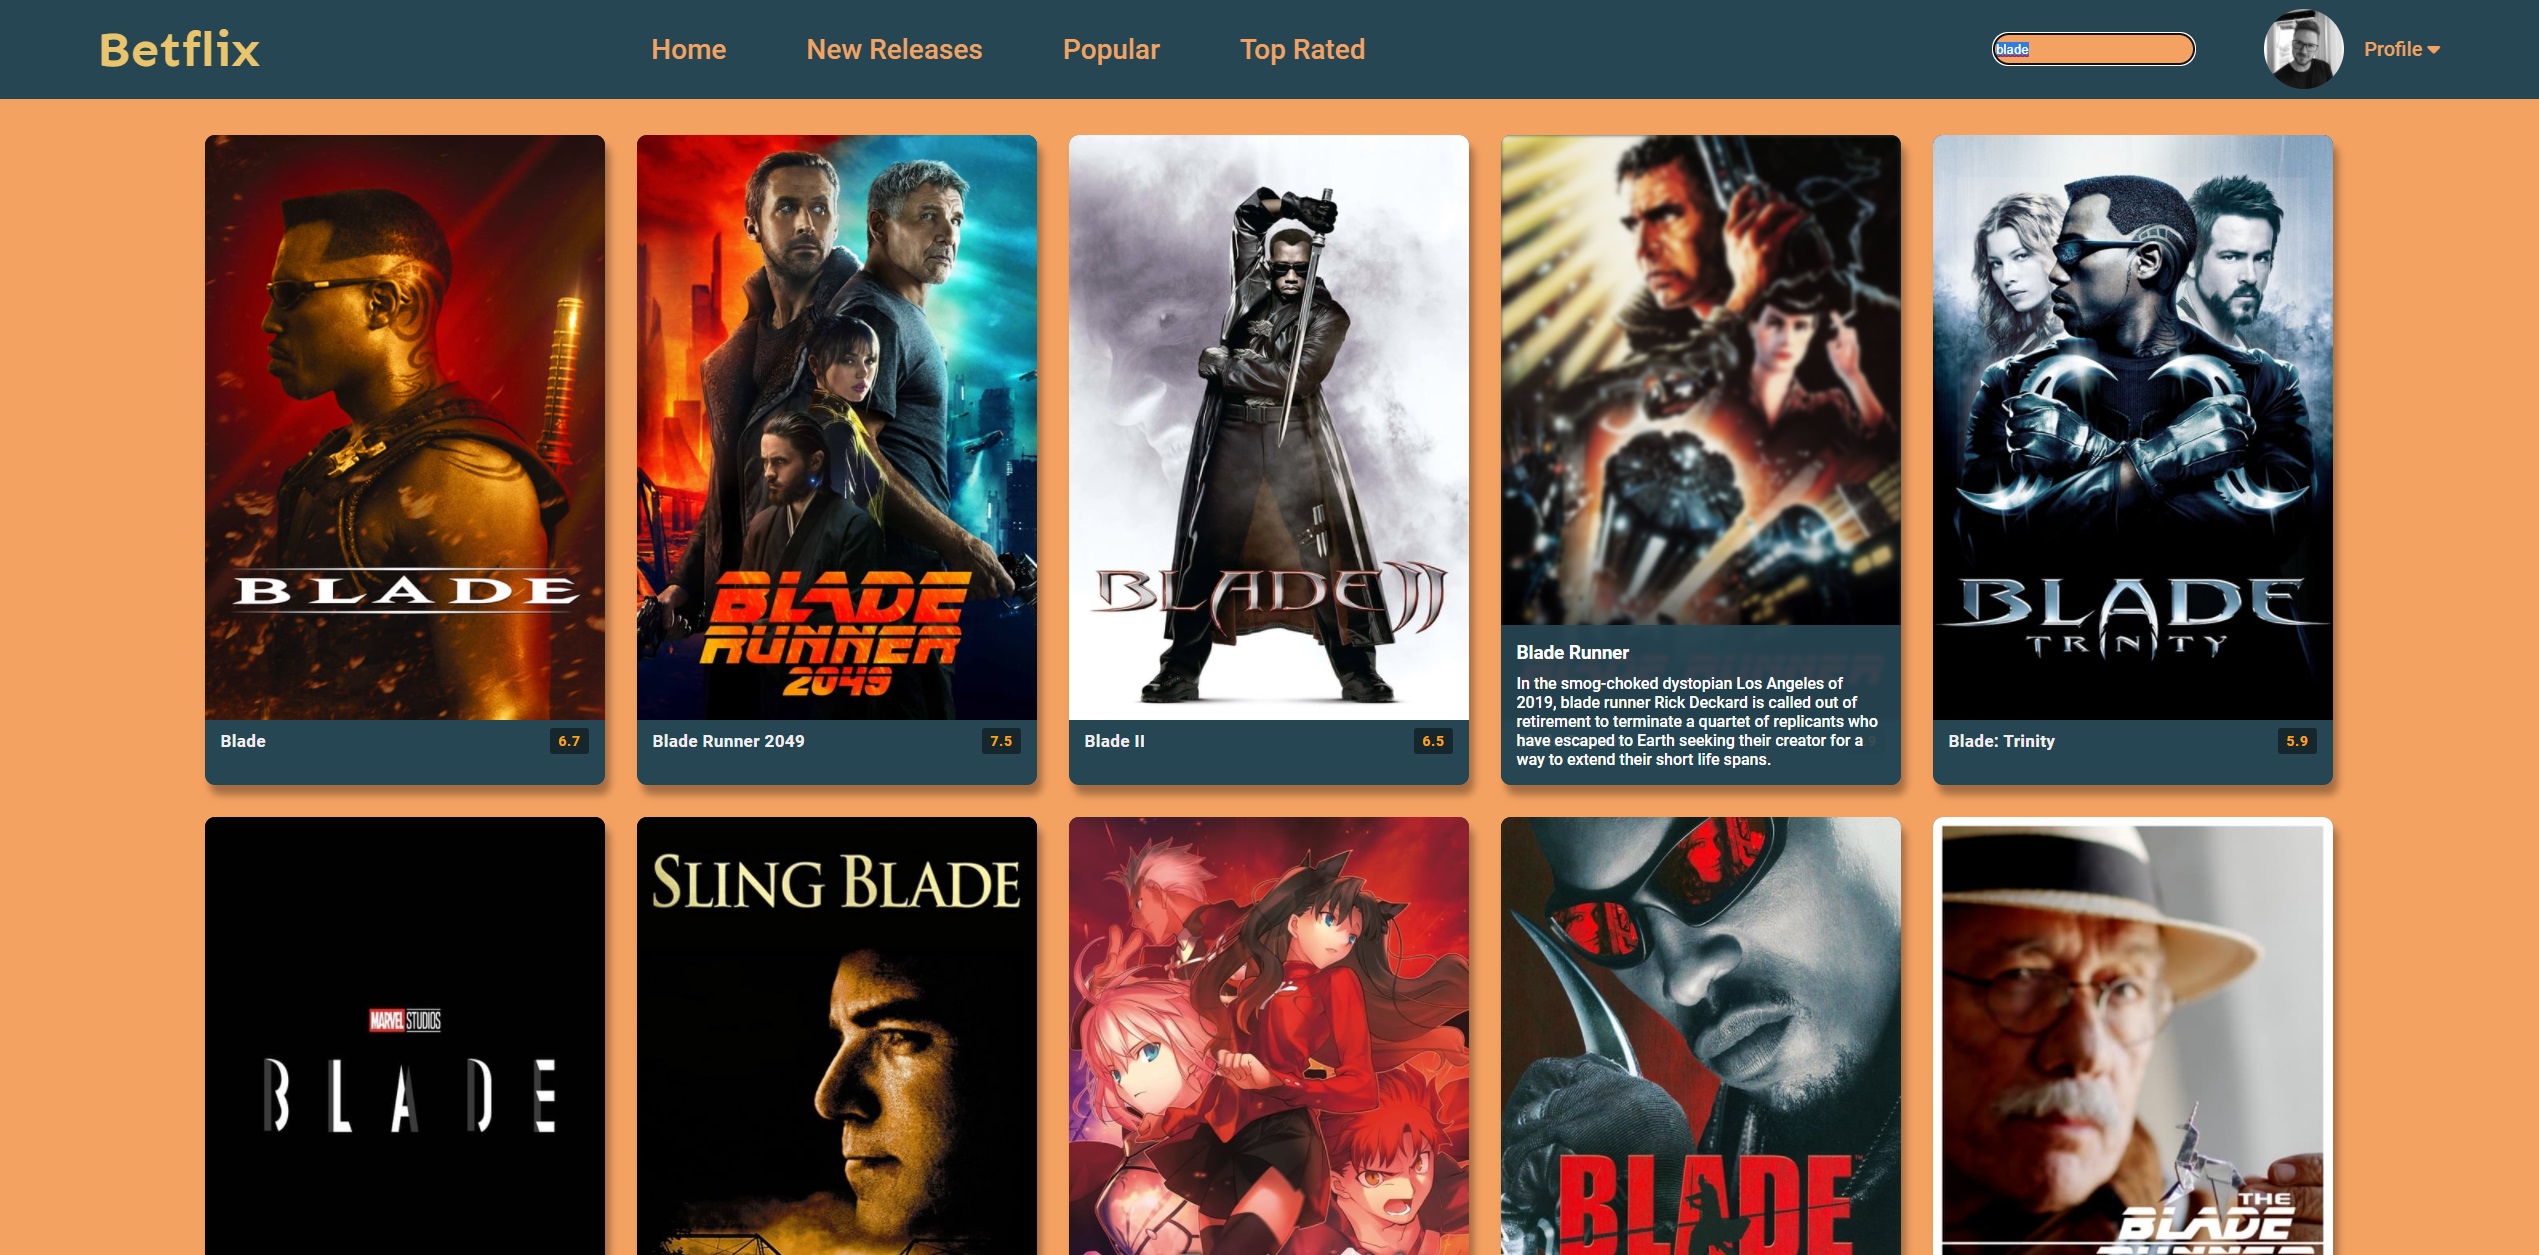 Betflix
Home
New Releases
Popular
Top Rated
blade
Profile
BLADE
BLADE
RUNNER
2049
BLADE II
BLADE
TRINITY
Blade
6.7
Blade Runner 2049
7.5
Blade II
6.5
Blade Runner
In the smog-choked dystopian Los Angeles of
2019, blade runner Rick Deckard is called out of
retirement to terminate a quartet of replicants who
have escaped to Earth seeking their creator for a
way to extend their short life spans.
Blade: Trinity
5.9
MARVEL STUDIOS
BLADE
SLING BLADE
BLADE
THE
BLADE
RUNNER